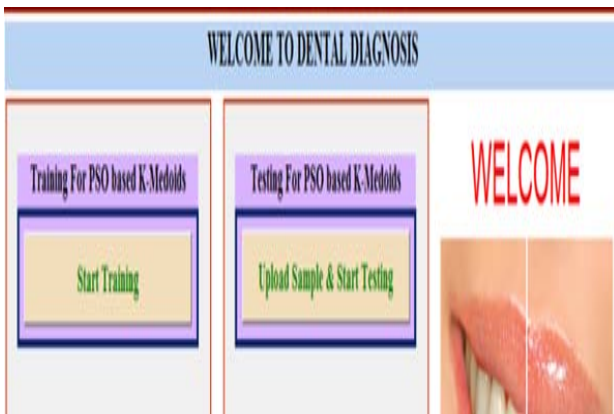 WELCOME TO DENTAL DIAGNOSIS
Training For PSO based K-Medoids
Start Training
Testing For PSO based K-Medoids
Upload Sample & Start Testing
WELCOME